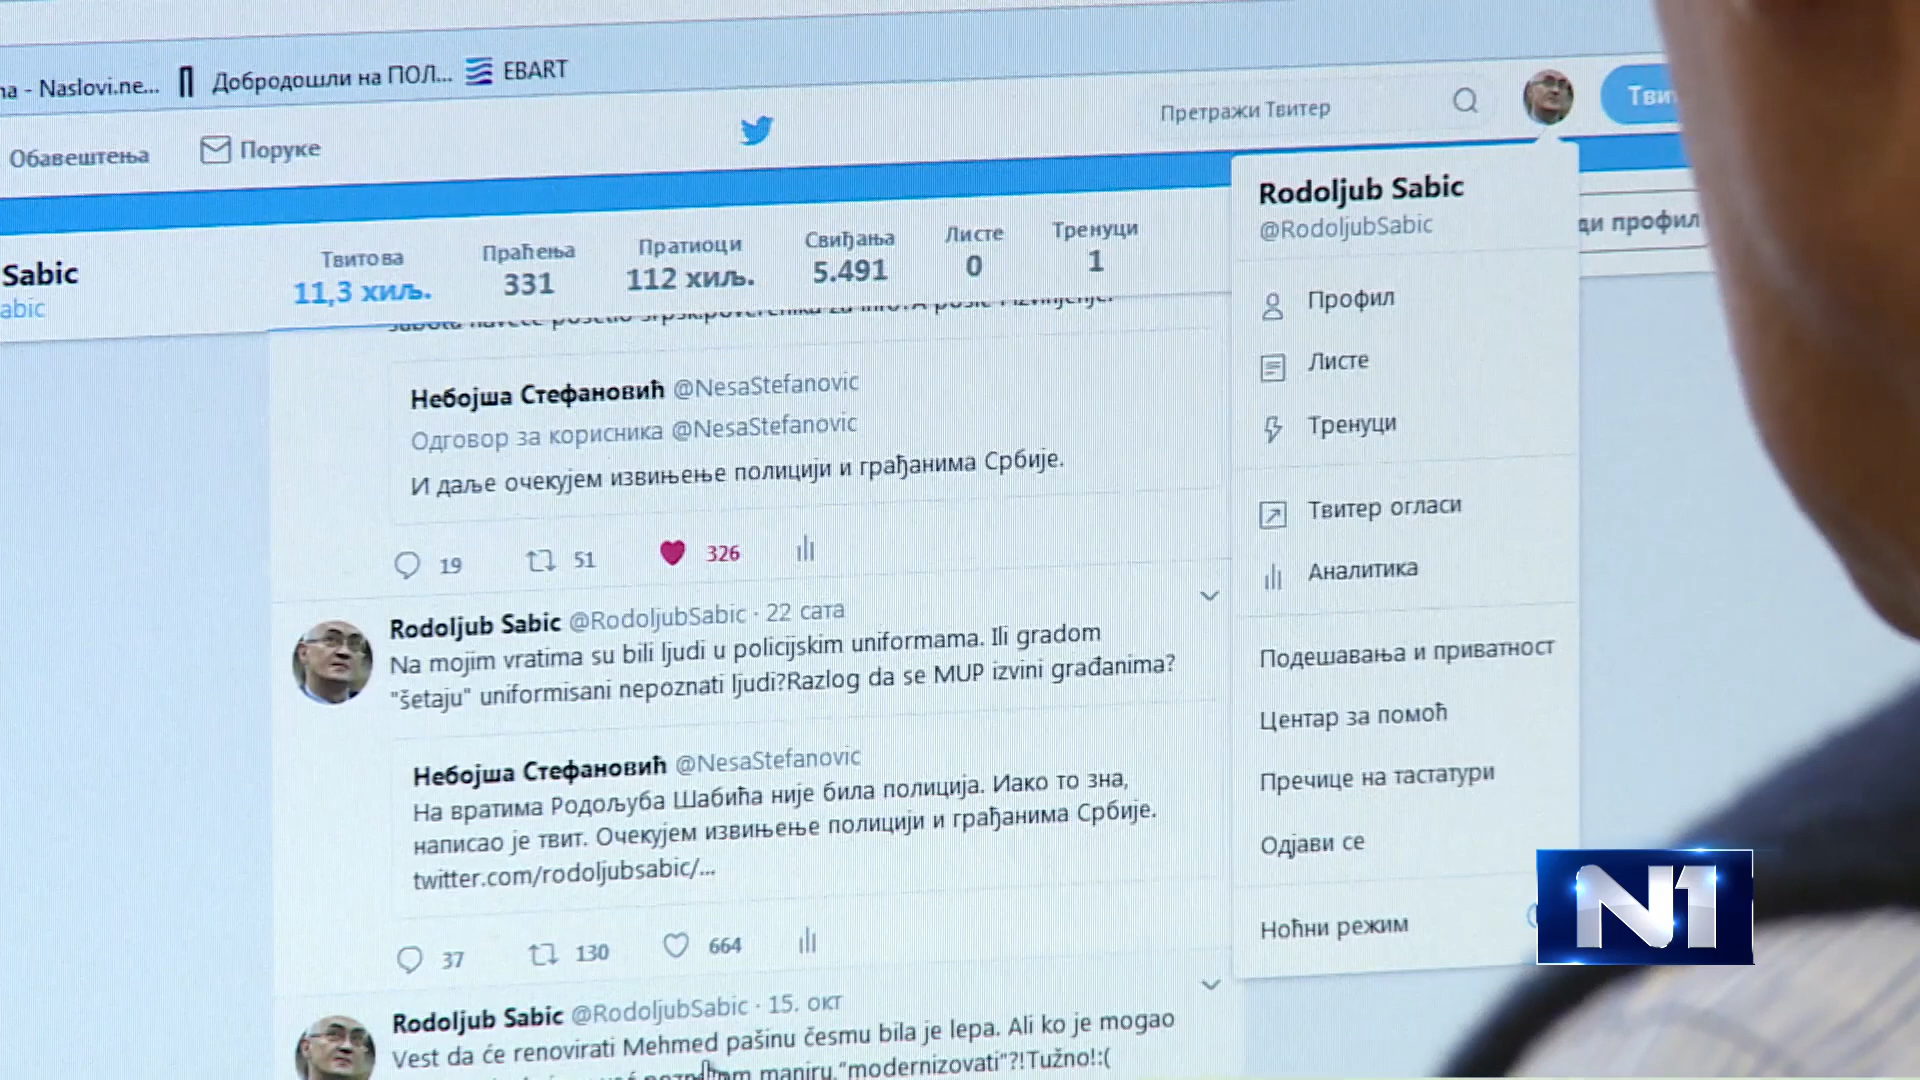 na - Naslovi.ne...
Добродошли на ПОЛ...
EBART
Обавештења
Поруке
Претражи Твитер
Sabic
abic
Твитова
11,3 хиљ.
Праћења
331
Пратиоци
112 хиљ.
Свиђања
5.491
Листе
0
Тренуци
1
Небојша Стефановић @NesaStefanovic
Одговор за корисника @NesaStefanovic
И даље очекујем извињење полицији и грађанима Србије.
19
51
326
Rodoljub Sabic @RodoljubSabic · 22 сата
Na mojim vratima su bili ljudi u policijskim uniformama. Ili gradom
"šetaju" uniformisani nepoznati ljudi?Razlog da se MUP izvini građanima?
Небојша Стефановић @NesaStefanovic
На вратима Родољуба Шабића није била полиција. Иако то зна,
написао је твит. Очекујем извињење полицији и грађанима Србије.
twitter.com/rodoljubsabic/...
37
130
664
Rodoljub Sabic @RodoljubSabic · 15. окт
Vest da će renovirati Mehmed pašinu česmu bila je lepa. Ali ko je mogao
maniru,"modernizovati"?!Tužno!:(
Rodoljub Sabic
@RodoljubSabic
Профил
Листе
Тренуци
Твитер огласи
Аналитика
Подешавања и приватност
Центар за помоћ
Пречице на тастатури
Одјави се
Ноћни режим
профил
N1